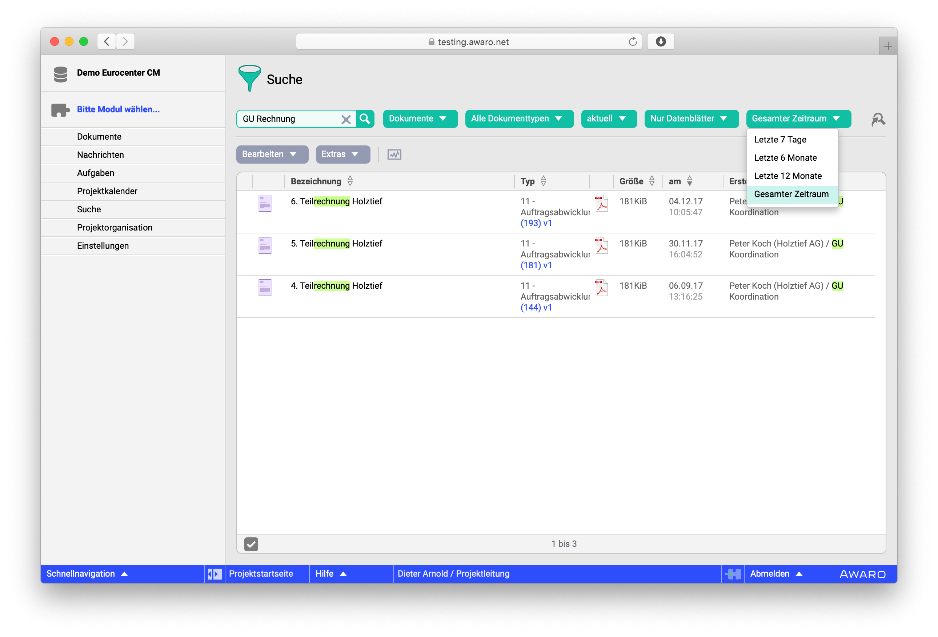 testing.awaro.net
Demo Eurocenter CM
Bitte Modul wählen...
Dokumente
Nachrichten
Aufgaben
Projektkalender
Suche
Projektorganisation
Einstellungen
Suche
GU Rechnung
Dokumente
Alle Dokumenttypen
aktuell
Nur Datenblätter
Gesamter Zeitraum
Letzte 7 Tage
Letzte 6 Monate
Letzte 12 Monate
Gesamter Zeitraum
Bearbeiten
Extras
Bezeichnung Typ Größe am Erste
6. Teilrechnung Holztief 11 - 181KiB 04.12.17 Pete U
Auftragsabwicklur 10:05:47 Koordination
(193) v1
5. Teilrechnung Holztief 11 - 181KiB 30.11.17 Peter Koch (Holztief AG) / GU
Auftragsabwicklur 16:04:52 Koordination
(181) v1
4. Teilrechnung Holztief 11 - 181KiB 06.09.17 Peter Koch (Holztief AG) / GU
Auftragsabwicklur 13:16:25 Koordination
(144) v1
1 bis 3
Schnellnavigation Projektstartseite Hilfe Dieter Arnold / Projektleitung Abmelden AWARO